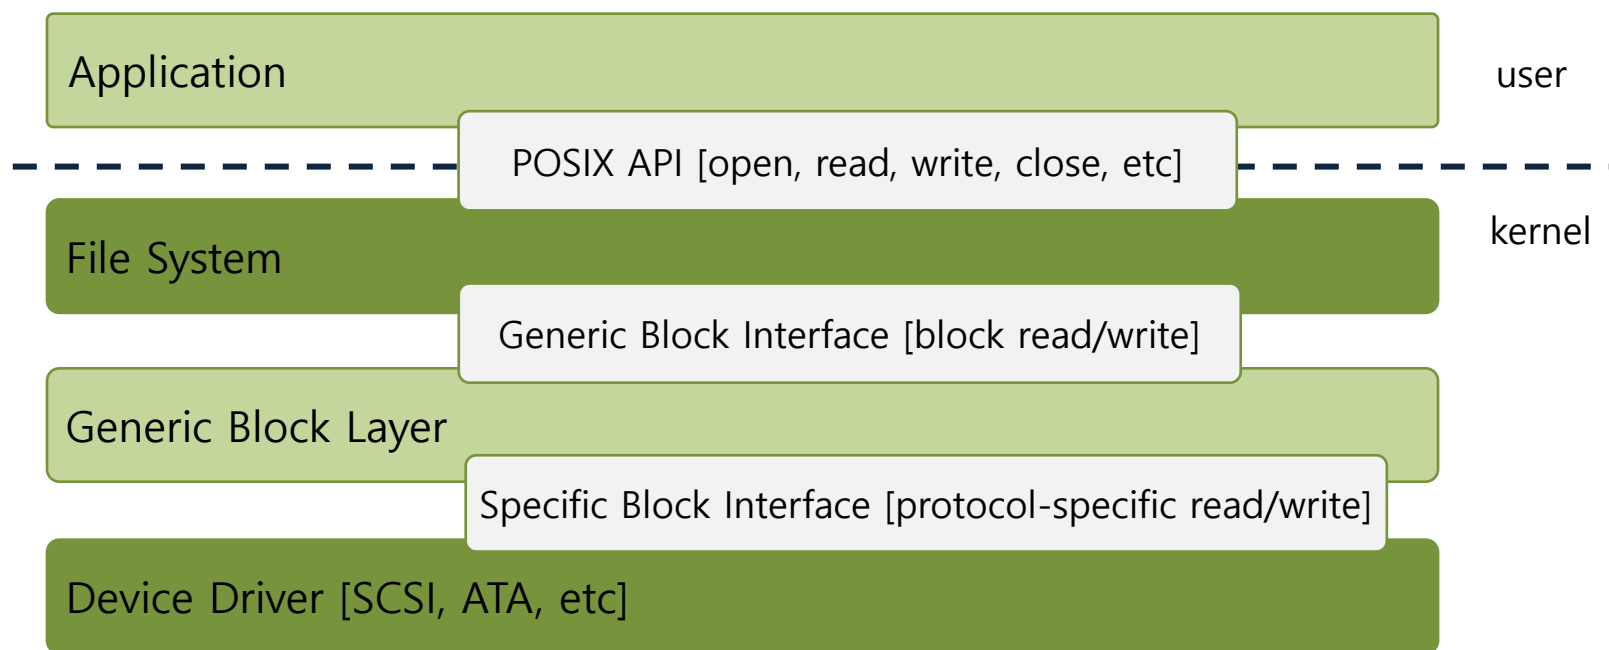 Application
user
POSIX API [open, read, write, close, etc]
File System
kernel
Generic Block Interface [block read/write]
Generic Block Layer
Specific Block Interface [protocol-specific read/write]
Device Driver [SCSI, ATA, etc]